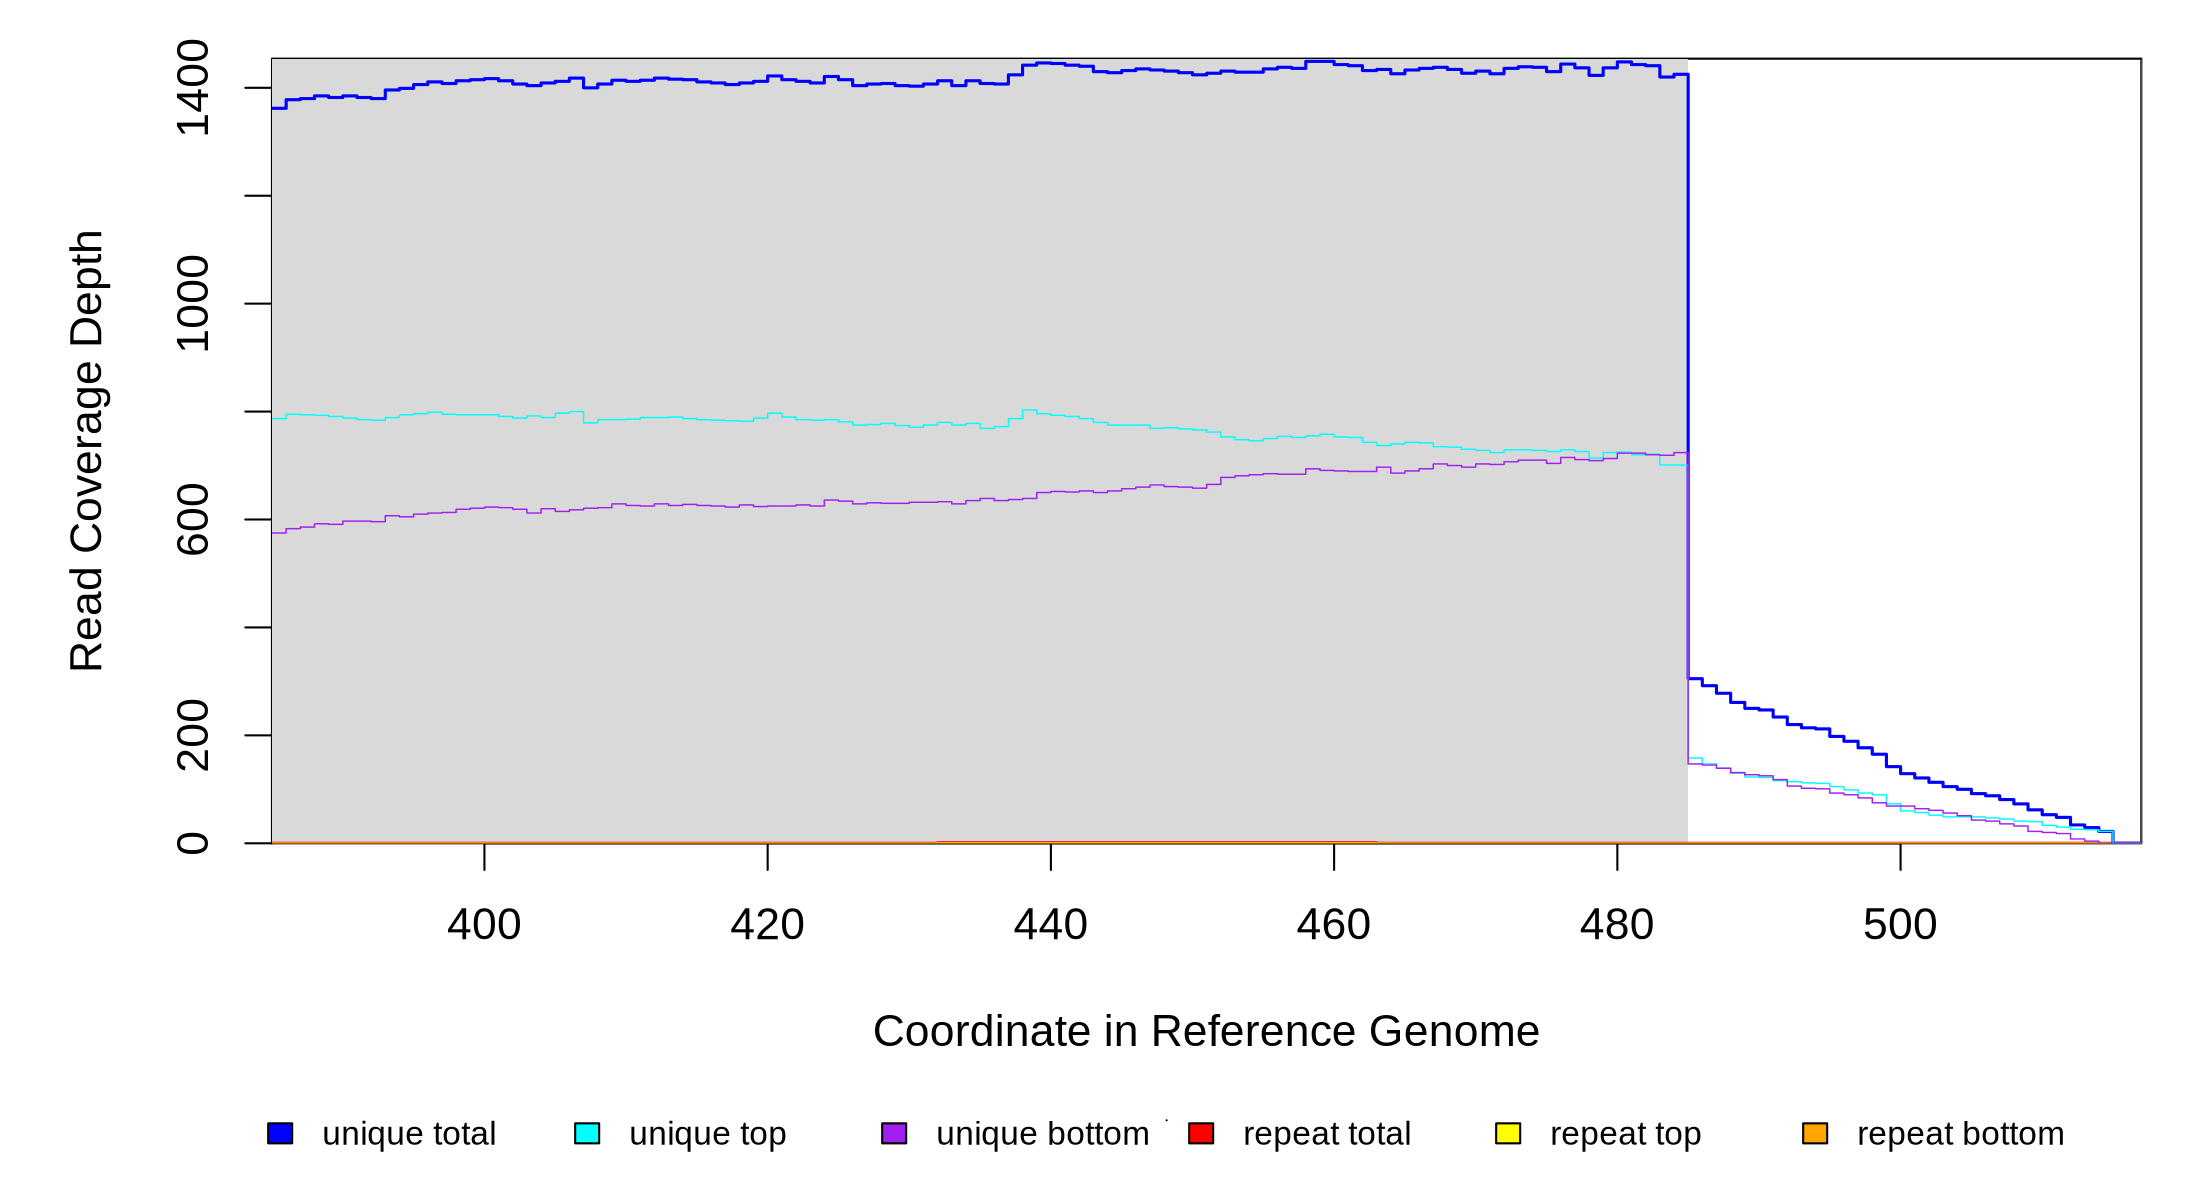 Read Coverage Depth
1400
1000
600
200
0
400 420 440 460 480 500
Coordinate in Reference Genome
unique total unique top unique bottom repeat total repeat top repeat bottom